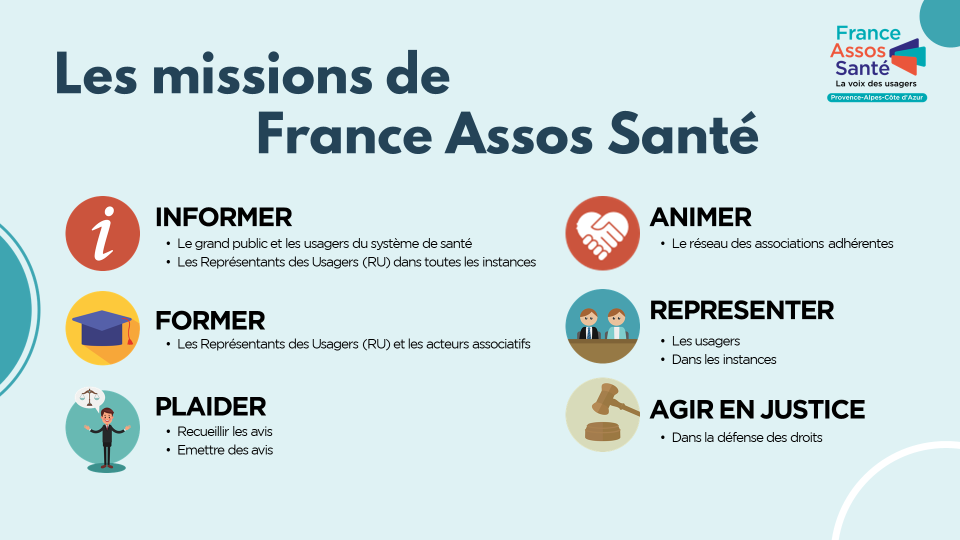 Les missions de
France Assos Santé
France
Assos
Santé
La voix des usagers
Provence-Alpes-Côte d'Azur
INFORMER
• Le grand public et les usagers du système de santé
• Les Représentants des Usagers (RU) dans toutes les instances
FORMER
• Les Représentants des Usagers (RU) et les acteurs associatifs
PLAIDER
• Recueillir les avis
• Emettre des avis
ANIMER
• Le réseau des associations adhérentes
REPRESENTER
• Les usagers
• Dans les instances
AGIR EN JUSTICE
• Dans la défense des droits